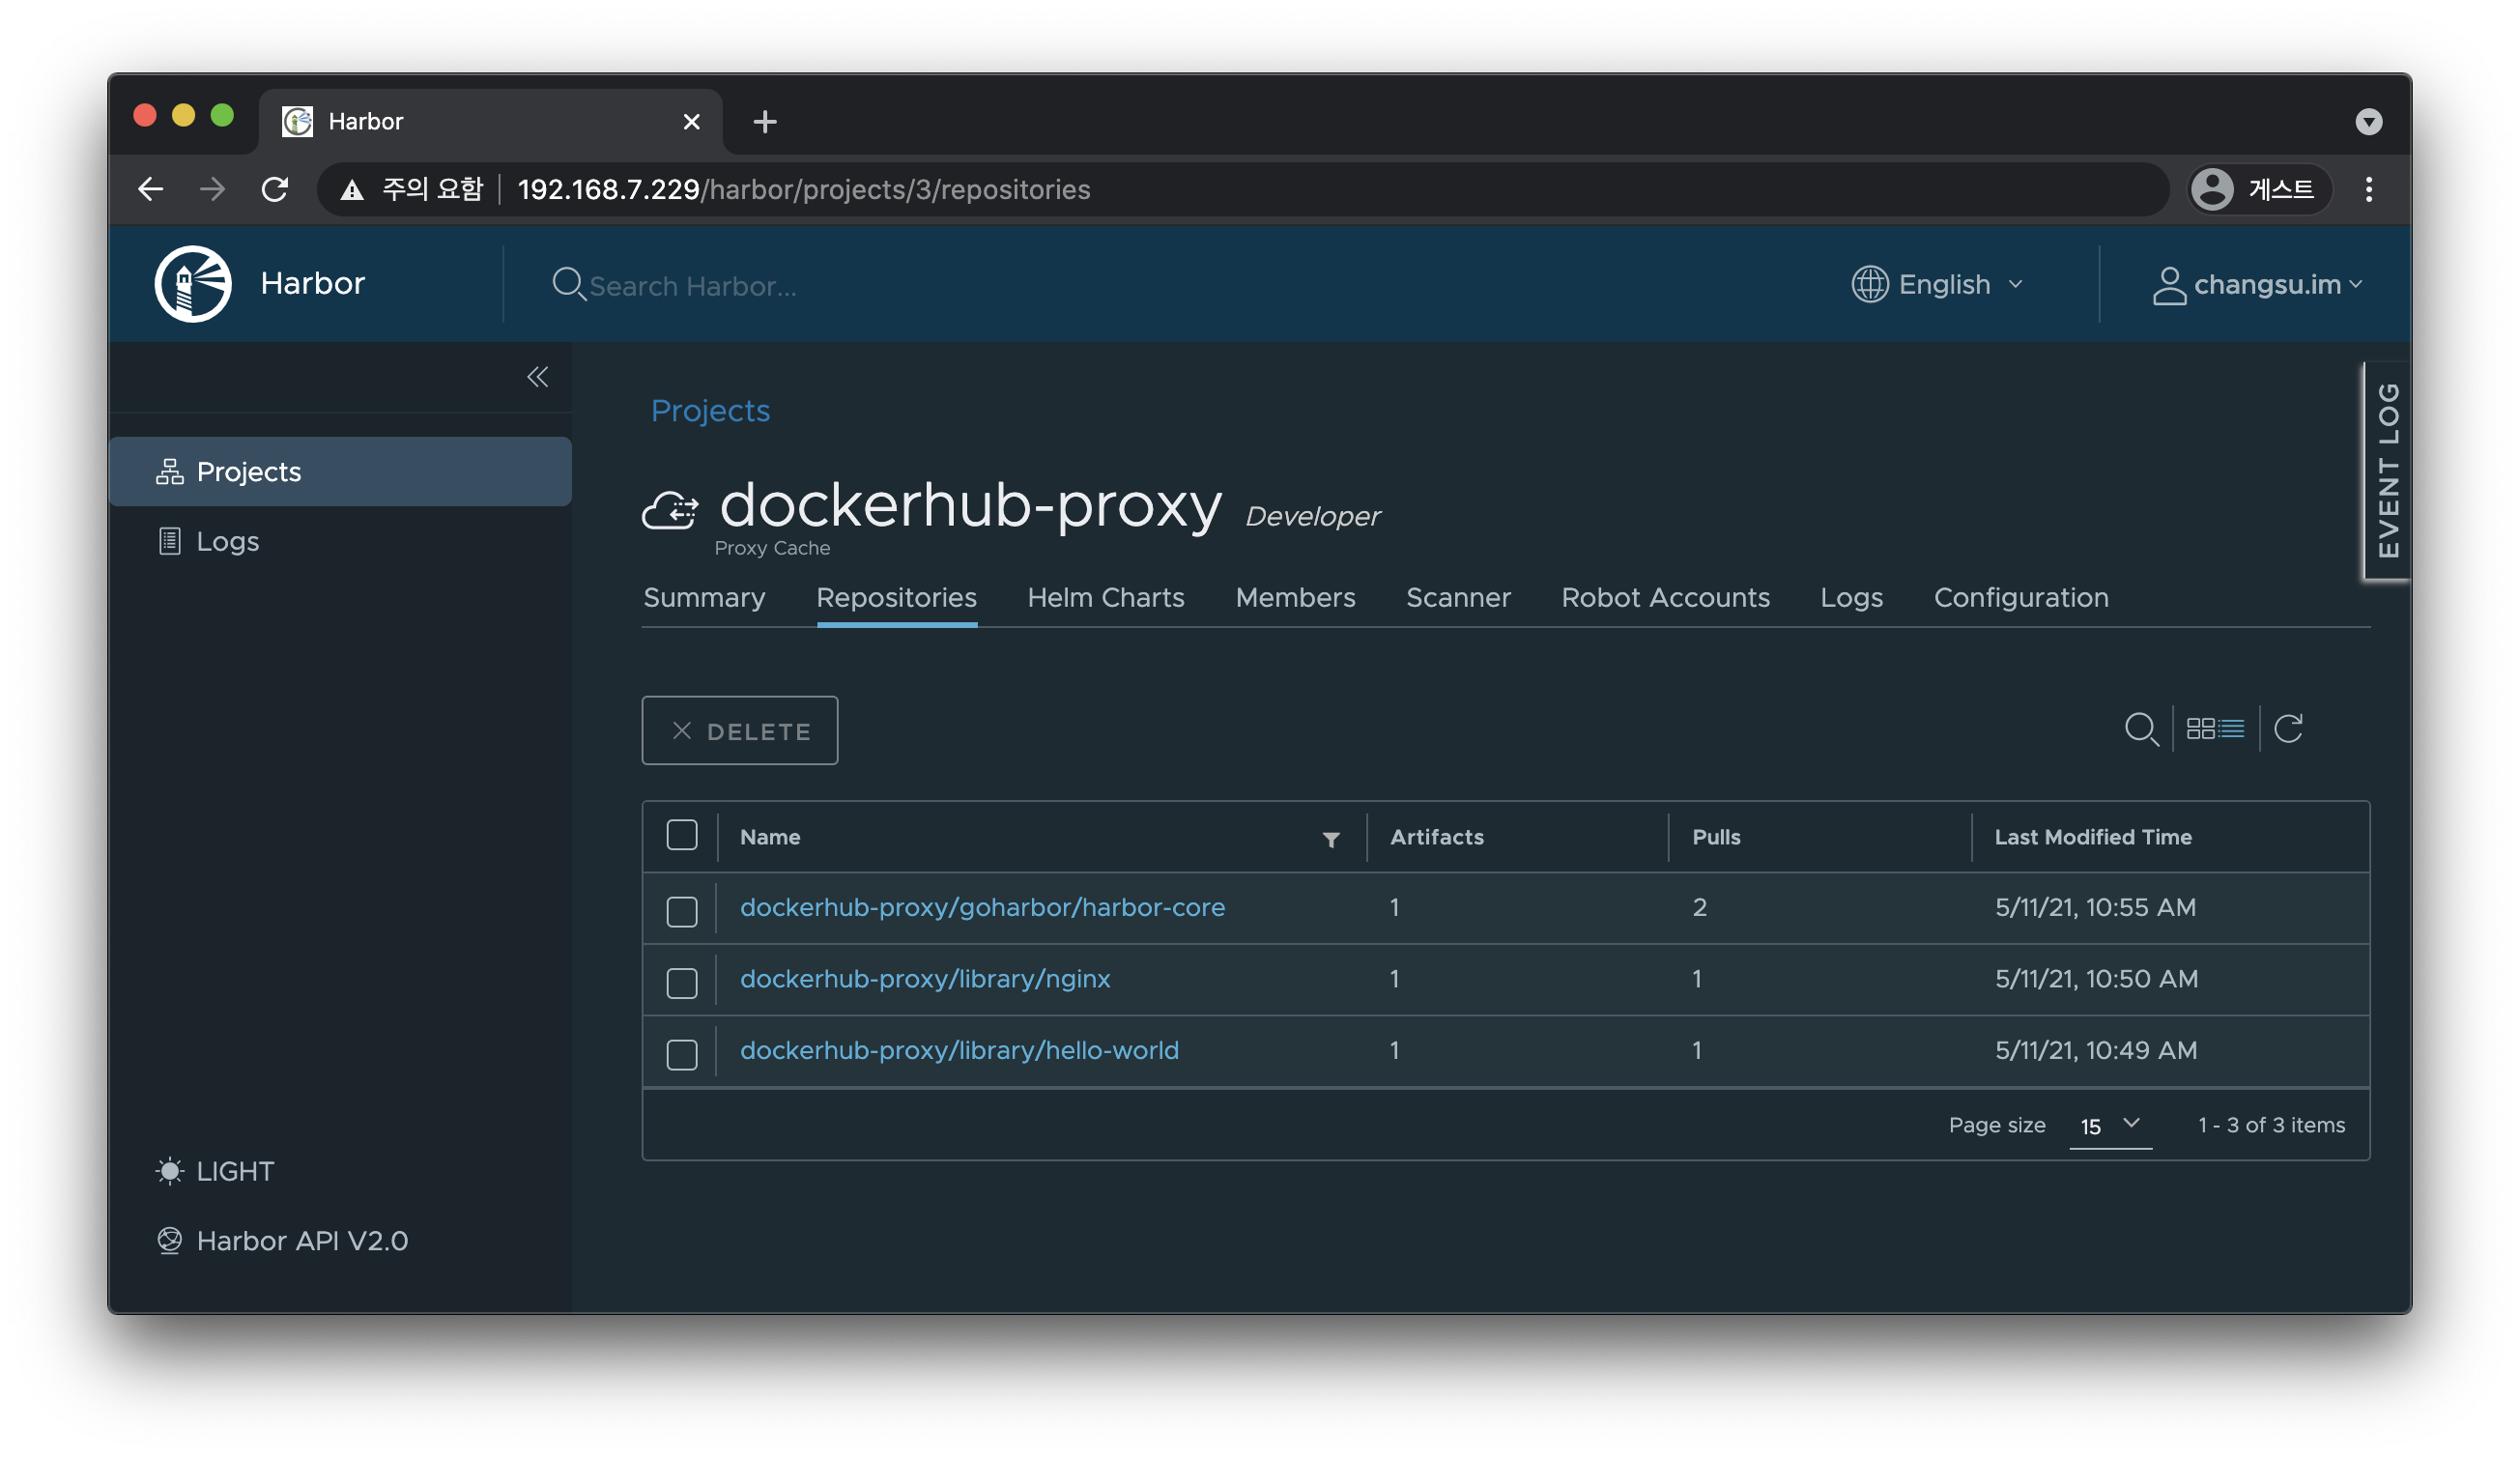 Harbor
주의 요함 192.168.7.229/harbor/projects/3/repositories 게스트
Harbor Search Harbor... English changsu.im
Projects
Logs
LIGHT
Harbor API V2.0
Projects
dockerhub-proxy Developer
Proxy Cache
EVENT LOG
Summary Repositories Helm Charts Members Scanner Robot Accounts Logs Configuration
DELETE
Name Artifacts Pulls Last Modified Time
dockerhub-proxy/goharbor/harbor-core 1 2 5/11/21, 10:55 AM
dockerhub-proxy/library/nginx 1 1 5/11/21, 10:50 AM
dockerhub-proxy/library/hello-world 1 1 5/11/21, 10:49 AM
Page size 15 1 - 3 of 3 items